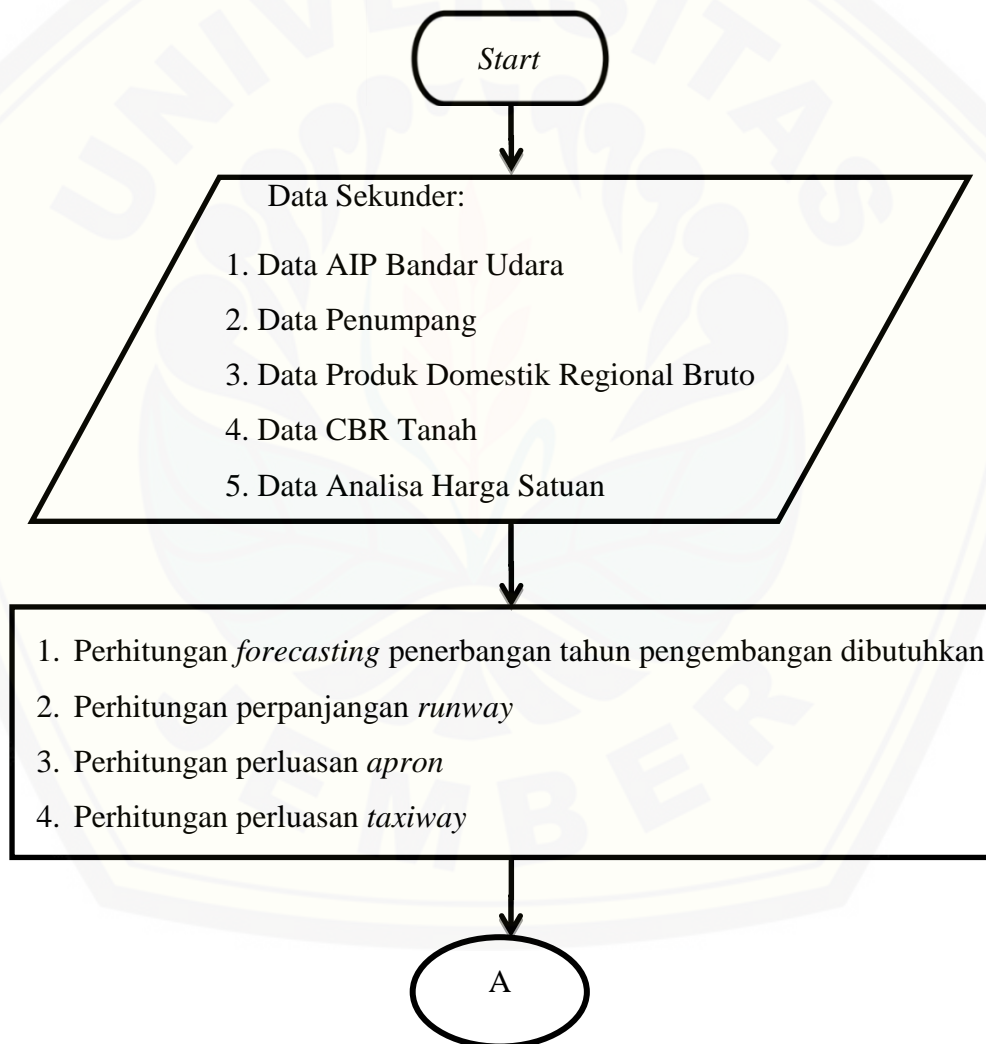 UNIVERSITAS
Start
Data Sekunder:
1. Data AIP Bandar Udara
2. Data Penumpang
3. Data Produk Domestik Regional Bruto
4. Data CBR Tanah
5. Data Analisa Harga Satuan
1. Perhitungan forecasting penerbangan tahun pengembangan dibutuhkan
2. Perhitungan perpanjangan runway
3. Perhitungan perluasan apron
4. Perhitungan perluasan taxiway
JEMBER
A